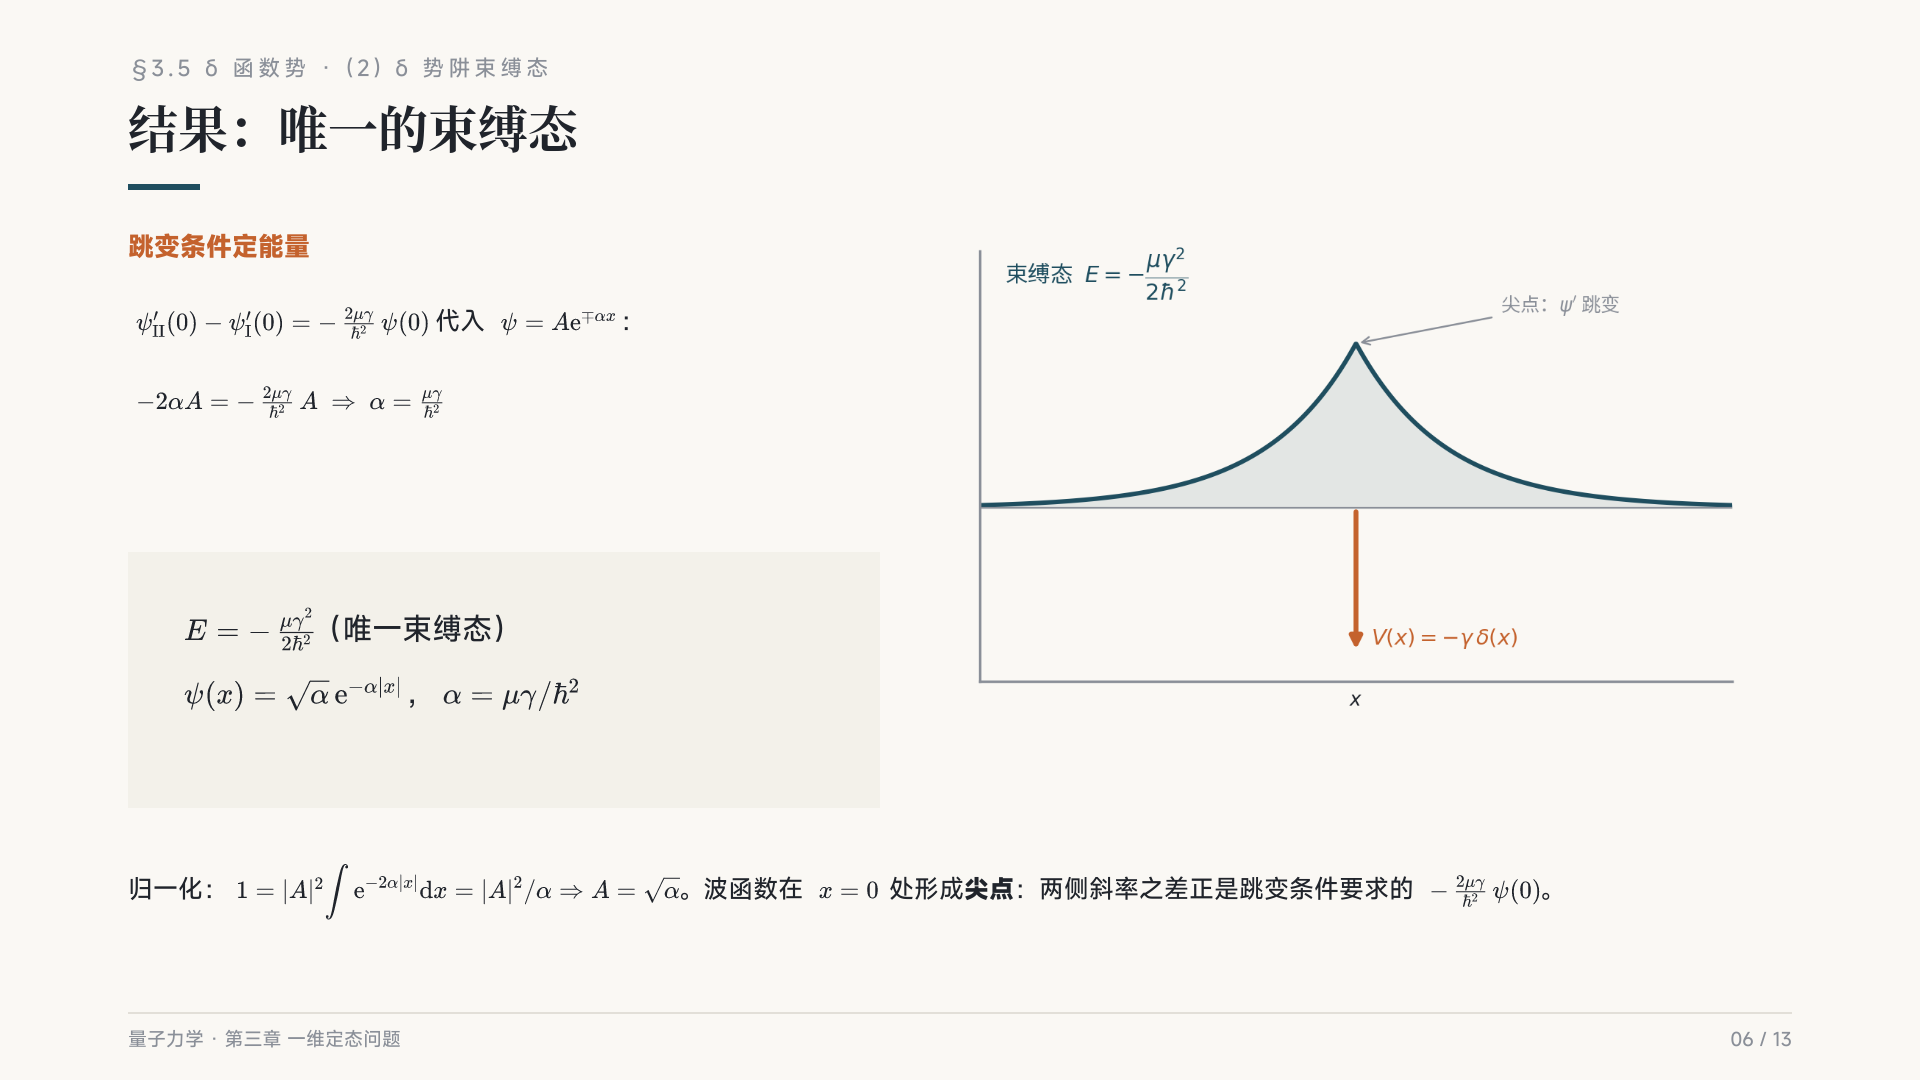 §3.5 δ 函数势 · (2) δ 势阱束缚态
结果：唯一的束缚态
跳变条件定能量
ψ′_II(0) − ψ′_I(0) = − 2μγ/ħ² ψ(0) 代入 ψ = Ae^{∓αx}：
−2αA = − 2μγ/ħ² A ⇒ α = μγ/ħ²
E = − μγ²/2ħ²（唯一束缚态）
ψ(x) = √α e^{−α|x|}， α = μγ/ħ²
束缚态 E = −μγ²/2ħ²
尖点：ψ′ 跳变
V(x) = −γ δ(x)
x
归一化： 1 = |A|² ∫ e^{−2α|x|}dx = |A|²/α ⇒ A = √α。波函数在 x = 0 处形成尖点：两侧斜率之差正是跳变条件要求的 − 2μγ/ħ² ψ(0)。
量子力学 · 第三章 一维定态问题
06 / 13